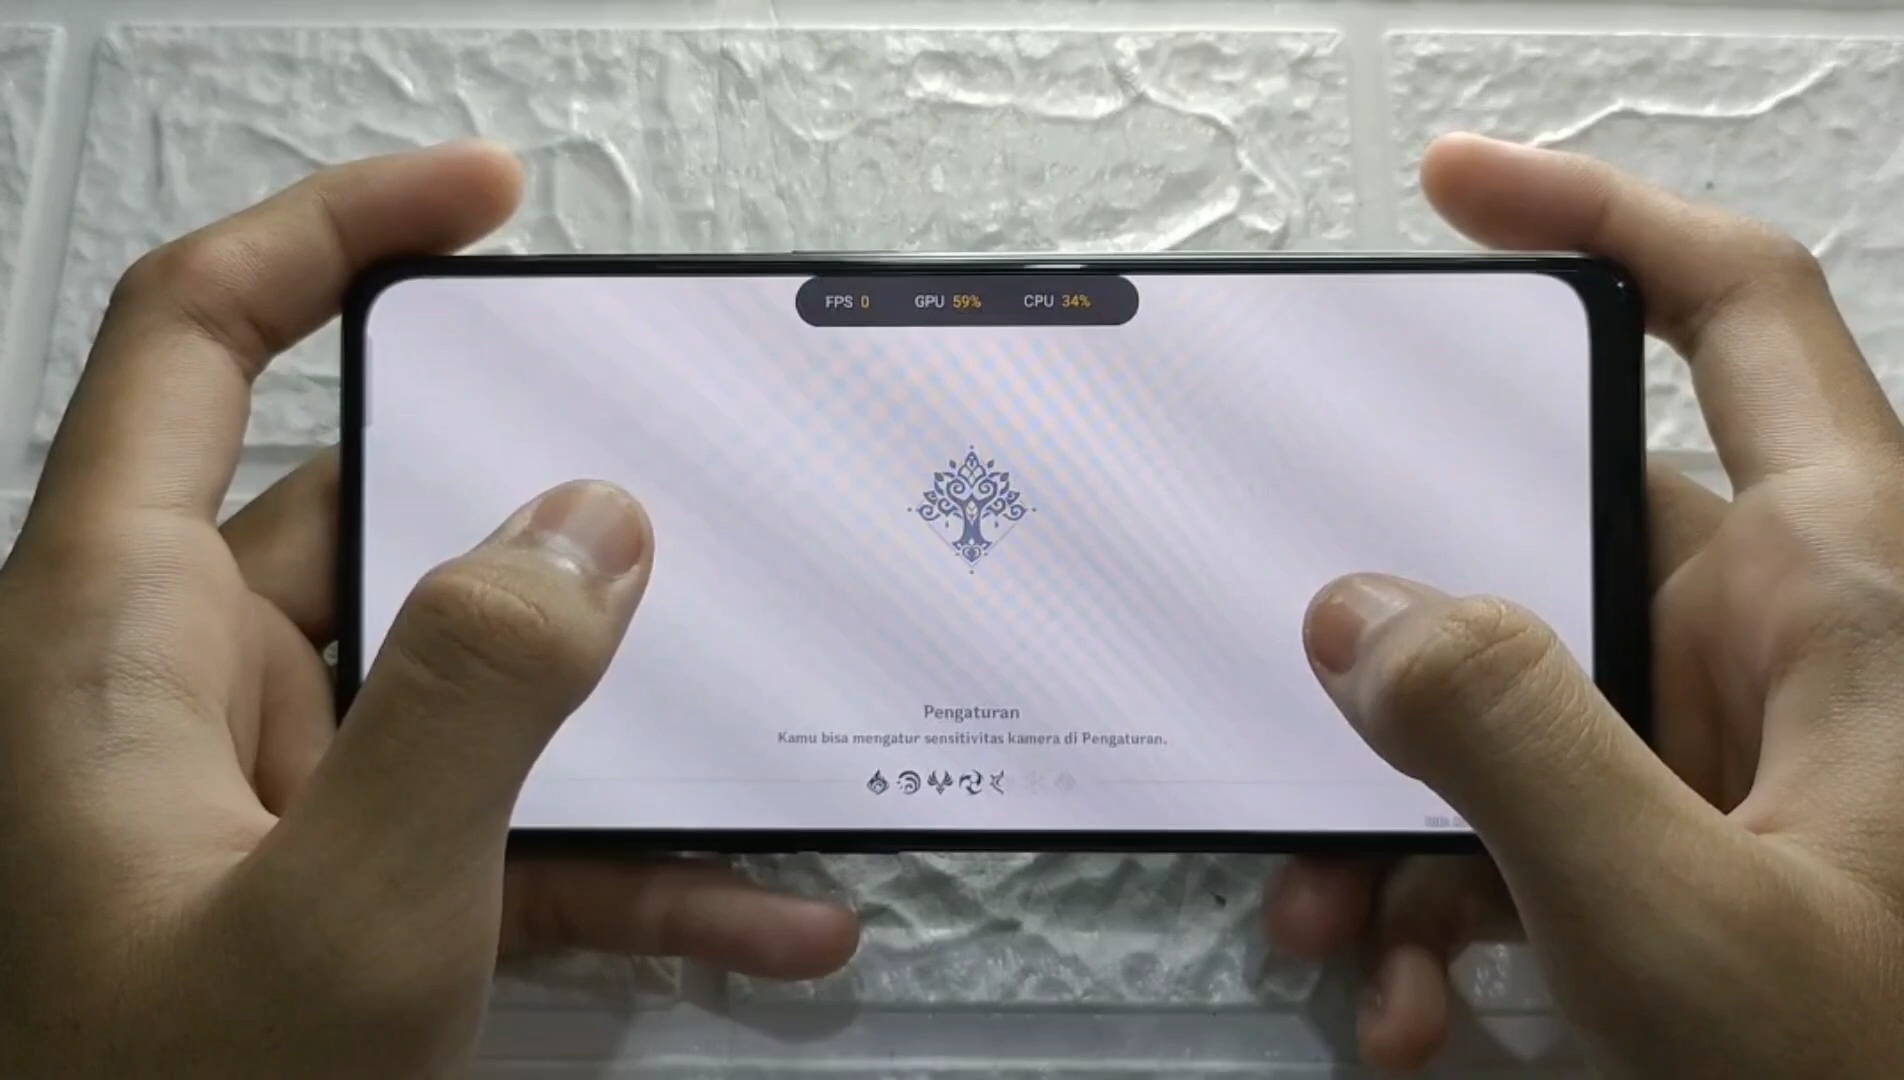 FPS 0 GPU 59% CPU 34%
Pengaturan
Kamu bisa mengatur sensitivitas kamera di Pengaturan.